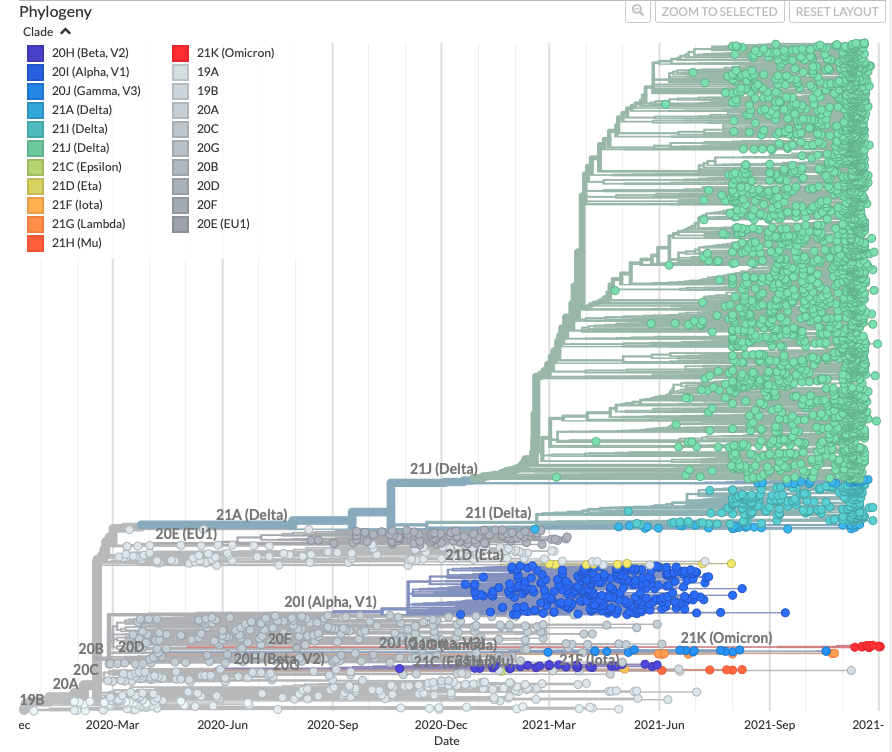 Phylogeny
ZOOM TO SELECTED
RESET LAYOUT
Clade
20H (Beta, V2)
20I (Alpha, V1)
20J (Gamma, V3)
21A (Delta)
21I (Delta)
21J (Delta)
21C (Epsilon)
21D (Eta)
21F (Iota)
21G (Lambda)
21H (Mu)
21K (Omicron)
19A
19B
20A
20C
20G
20B
20D
20F
20E (EU1)
21J (Delta)
21A (Delta)
21I (Delta)
20E (EU1)
21D (Eta)
20I (Alpha, V1)
20F
21K (Omicron)
20B
20D
20H (Beta, V2)
20C
20A
19B
ec
2020-Mar
2020-Jun
2020-Sep
2020-Dec
2021-Mar
2021-Jun
2021-Sep
2021-
Date